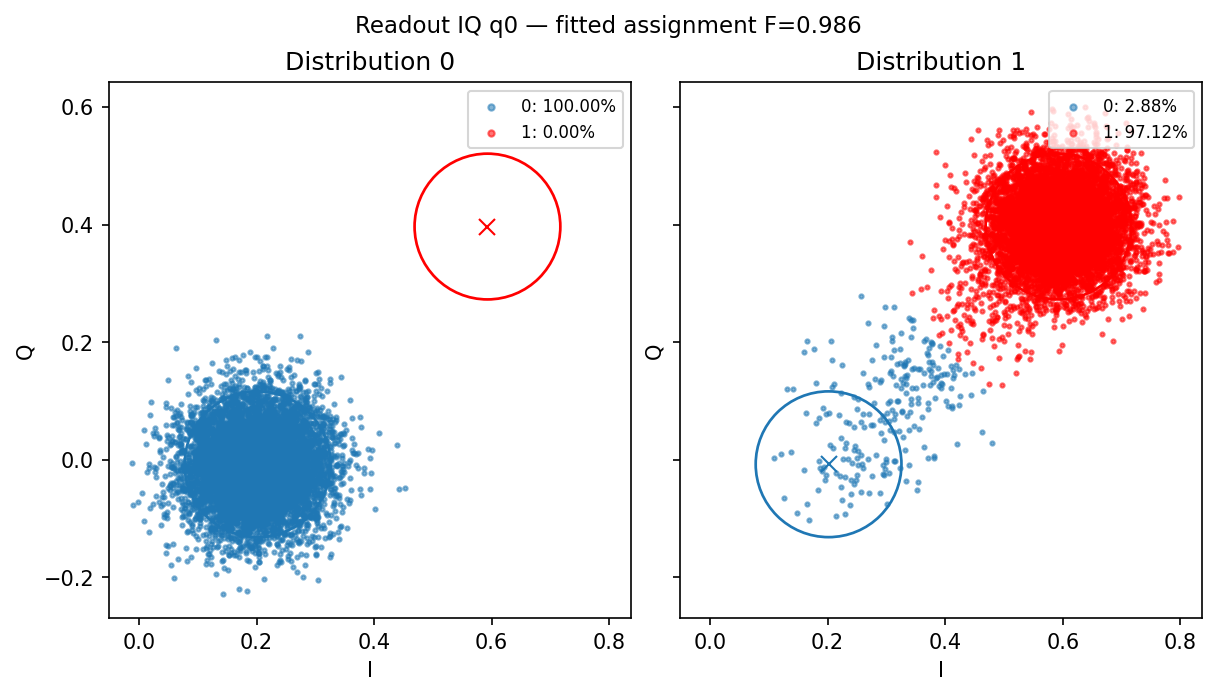 Readout IQ q0 — fitted assignment F=0.986
Distribution 0
0: 100.00%
1: 0.00%
Q
0.6
0.4
0.2
0.0
−0.2
0.0 0.2 0.4 0.6 0.8
I
Distribution 1
0: 2.88%
1: 97.12%
Q
0.0 0.2 0.4 0.6 0.8
I